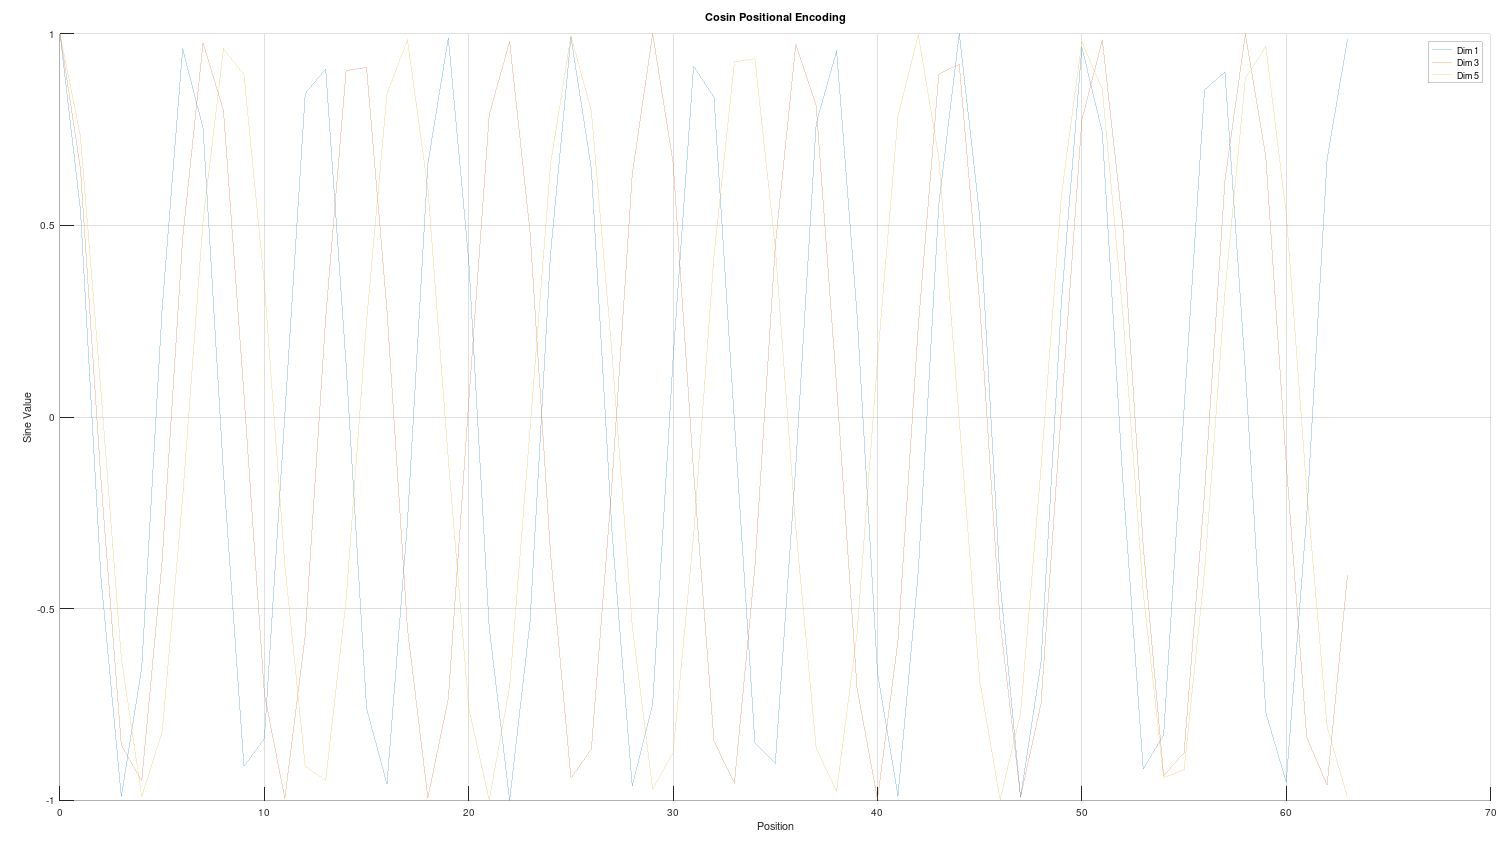 Cosin Positional Encoding
1
0.5
0
-0.5
-1
Sine Value
0 10 20 30 40 50 60 70
Position
Dim 1
Dim 3
Dim 5